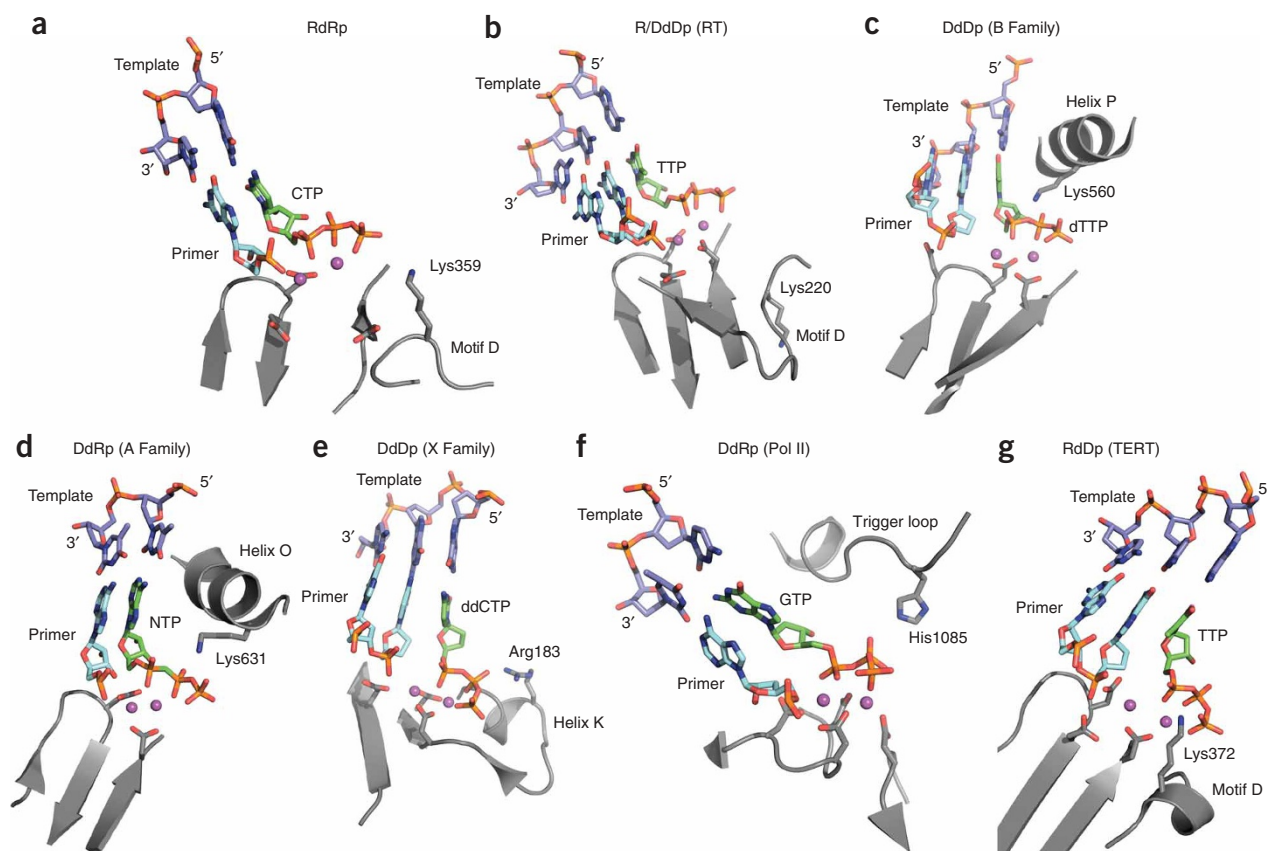 a
RdRp
5′
Template
3′
CTP
Primer
Lys359
Motif D
b
R/DdDp (RT)
5′
Template
3′
TTP
Primer
Lys220
Motif D
c
DdDp (B Family)
5′
Template
Helix P
3′
Lys560
Primer
dTTP
d
DdRp (A Family)
Template
5′
3′
Helix O
Primer
NTP
Lys631
e
DdDp (X Family)
Template
3′
5′
Primer
ddCTP
Arg183
Helix K
f
DdRp (Pol II)
5′
Template
Trigger loop
3′
GTP
His1085
Primer
g
RdDp (TERT)
Template
5
3′
Primer
TTP
Lys372
Motif D